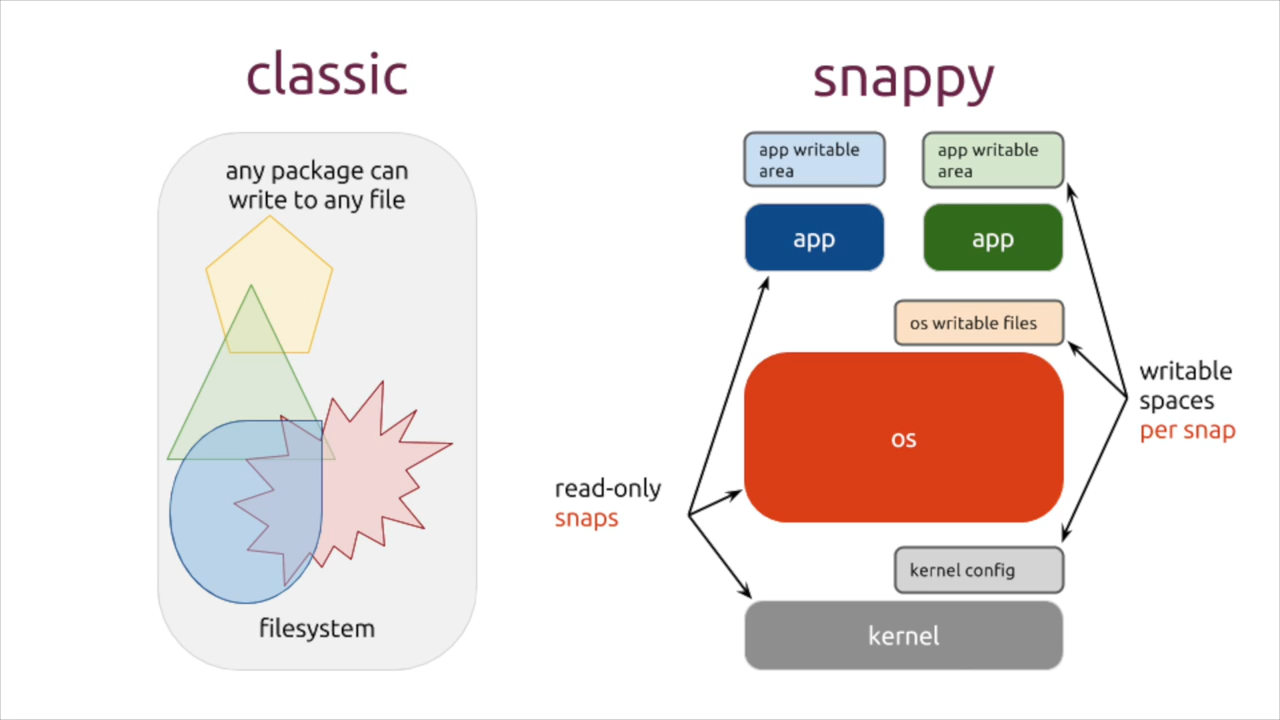 classic
any package can
write to any file
filesystem
snappy
app writable
area
app writable
area
app
app
os writable files
os
kernel config
kernel
read-only
snaps
writable
spaces
per snap